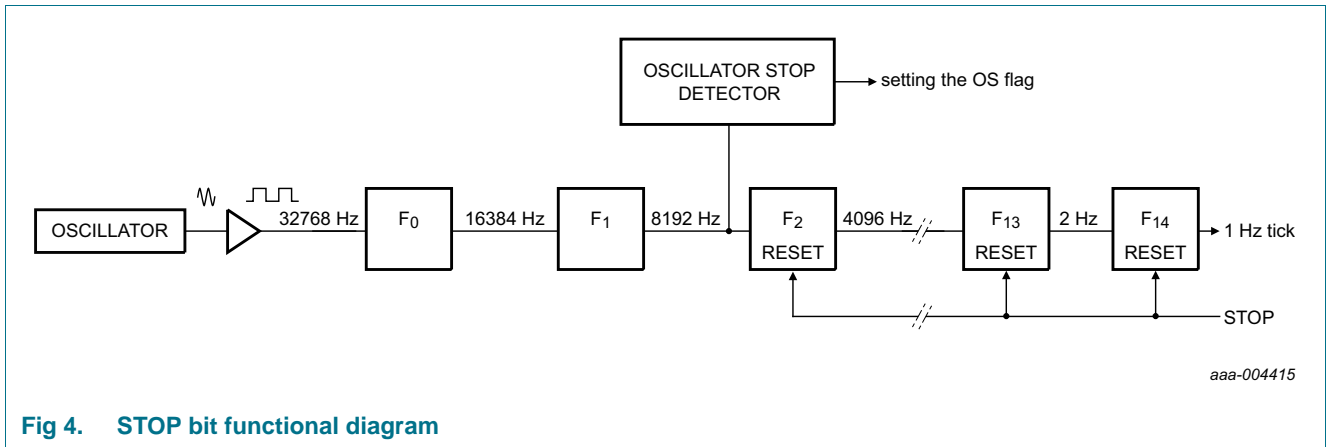 OSCILLATOR STOP
DETECTOR
setting the OS flag
OSCILLATOR
32768 Hz
F0
16384 Hz
F1
8192 Hz
F2
RESET
4096 Hz
F13
RESET
2 Hz
F14
RESET
1 Hz tick
STOP
aaa-004415
Fig 4. STOP bit functional diagram